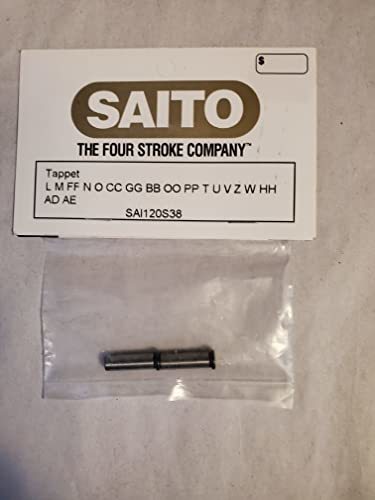 $
SAITO
THE FOUR STROKE COMPANY™
Tappet
L M FF N O CC GG BB OO PP T U V Z W HH
AD AE
SAI120S38